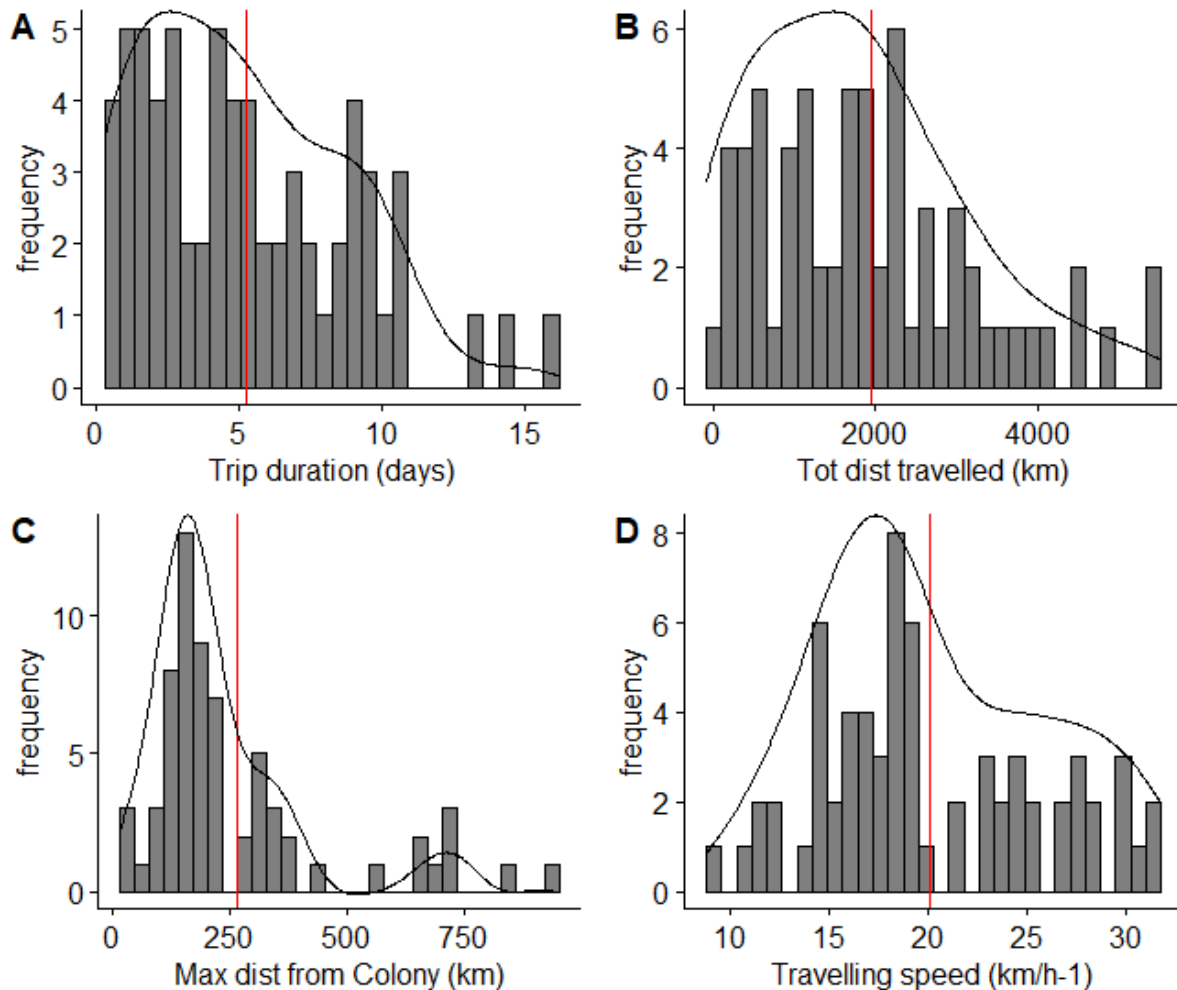 A
frequency
5
4
3
2
1
0
0 5 10 15
Trip duration (days)
B
frequency
6
4
2
0
0 2000 4000
Tot dist travelled (km)
C
frequency
10
5
0
0 250 500 750
Max dist from Colony (km)
D
frequency
8
6
4
2
0
10 15 20 25 30
Travelling speed (km/h-1)